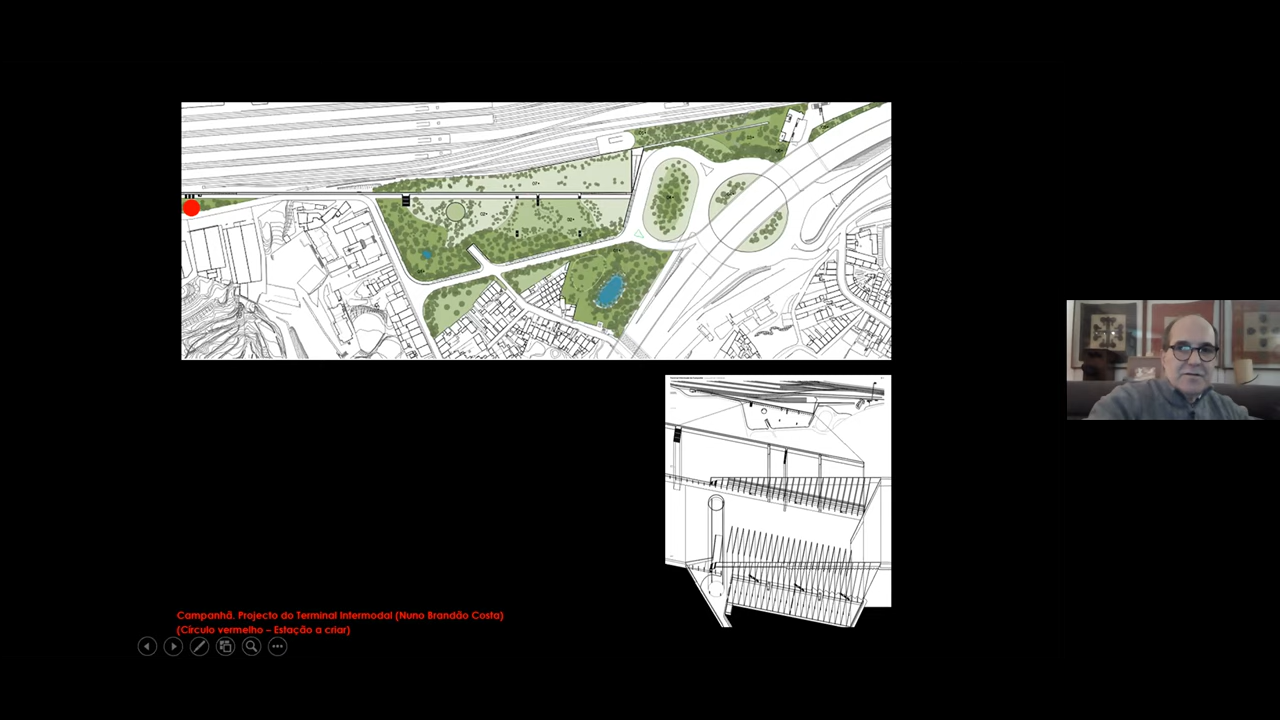 Campanhã. Projecto do Terminal Intermodal (Nuno Brandão Costa)
(Círculo vermelho – Estação a criar)